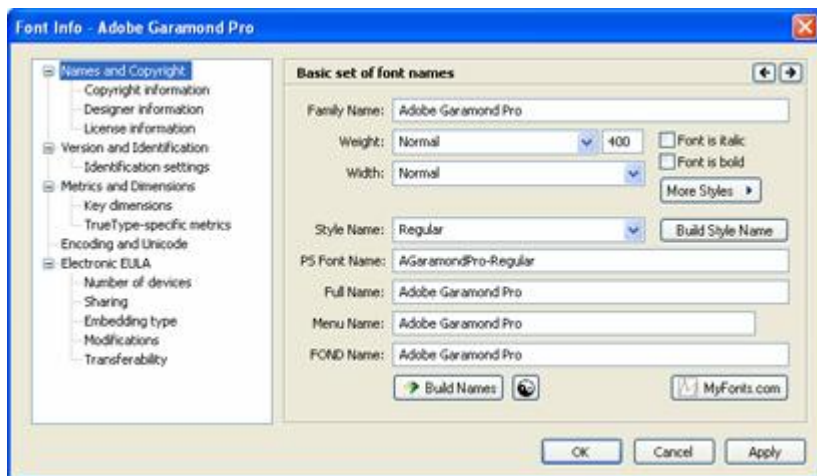 Font Info - Adobe Garamond Pro
Names and Copyright
Copyright information
Designer information
License information
Version and Identification
Identification settings
Metrics and Dimensions
Key dimensions
TrueType-specific metrics
Encoding and Unicode
Electronic EULA
Number of devices
Sharing
Embedding type
Modifications
Transferability
Basic set of font names
Family Name: Adobe Garamond Pro
Weight: Normal 400 Font is italic
Font is bold
Width: Normal
More Styles
Style Name: Regular Build Style Name
PS Font Name: AGaramondPro-Regular
Full Name: Adobe Garamond Pro
Menu Name: Adobe Garamond Pro
FOND Name: Adobe Garamond Pro
Build Names MyFonts.com
OK Cancel Apply